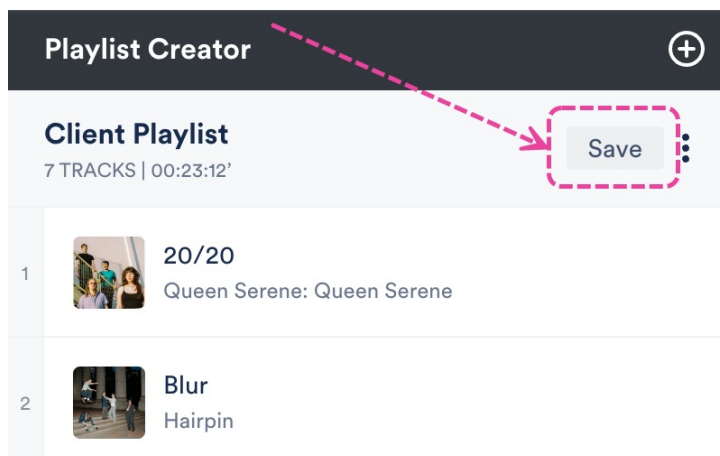 Playlist Creator
Client Playlist
Save
7 TRACKS | 00:23:12’
1
20/20
Queen Serene: Queen Serene
2
Blur
Hairpin